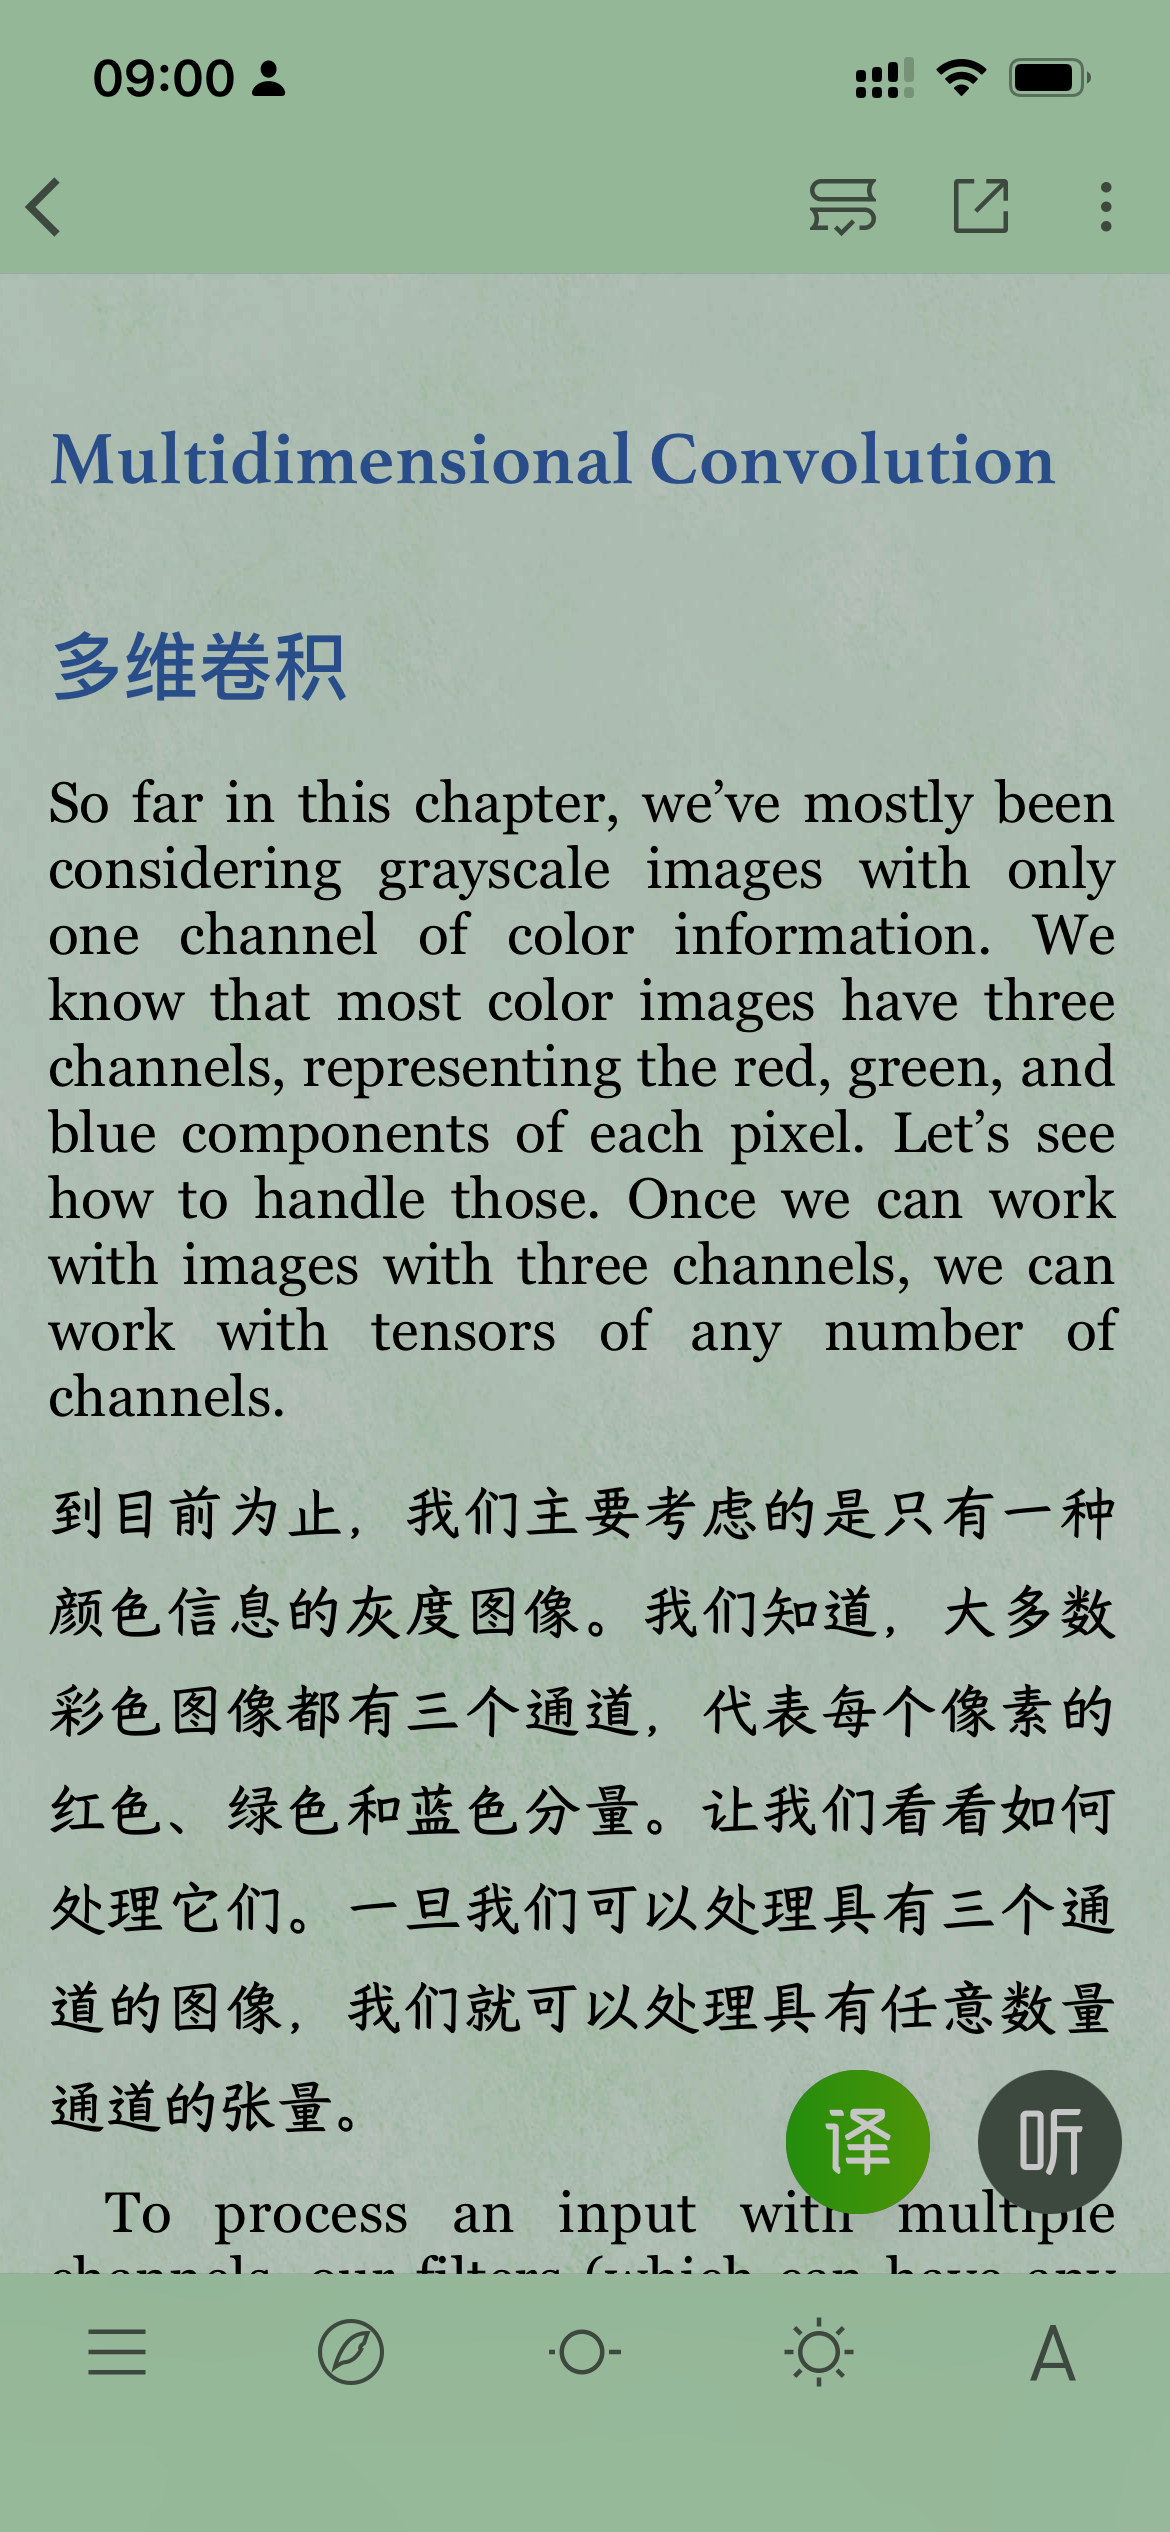 09:00
Multidimensional Convolution
多维卷积
So far in this chapter, we’ve mostly been
considering grayscale images with only
one channel of color information. We
know that most color images have three
channels, representing the red, green, and
blue components of each pixel. Let’s see
how to handle those. Once we can work
with images with three channels, we can
work with tensors of any number of
channels.
到目前为止，我们主要考虑的是只有一种
颜色信息的灰度图像。我们知道，大多数
彩色图像都有三个通道，代表每个像素的
红色、绿色和蓝色分量。让我们看看如何
处理它们。一旦我们可以处理具有三个通
道的图像，我们就可以处理具有任意数量
通道的张量。
译 听
To process an input with multiple
channels, our filters (which can have any
A